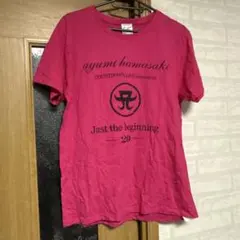 ayumi hamasaki
Just the beginning
-20-